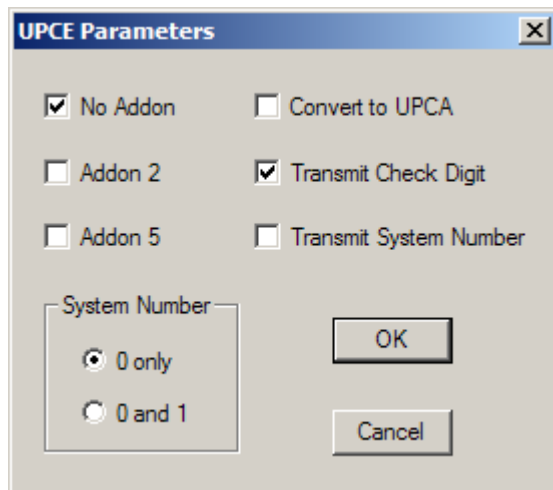 UPCE Parameters
No Addon
Convert to UPCA
Addon 2
Transmit Check Digit
Addon 5
Transmit System Number
System Number
0 only
0 and 1
OK
Cancel